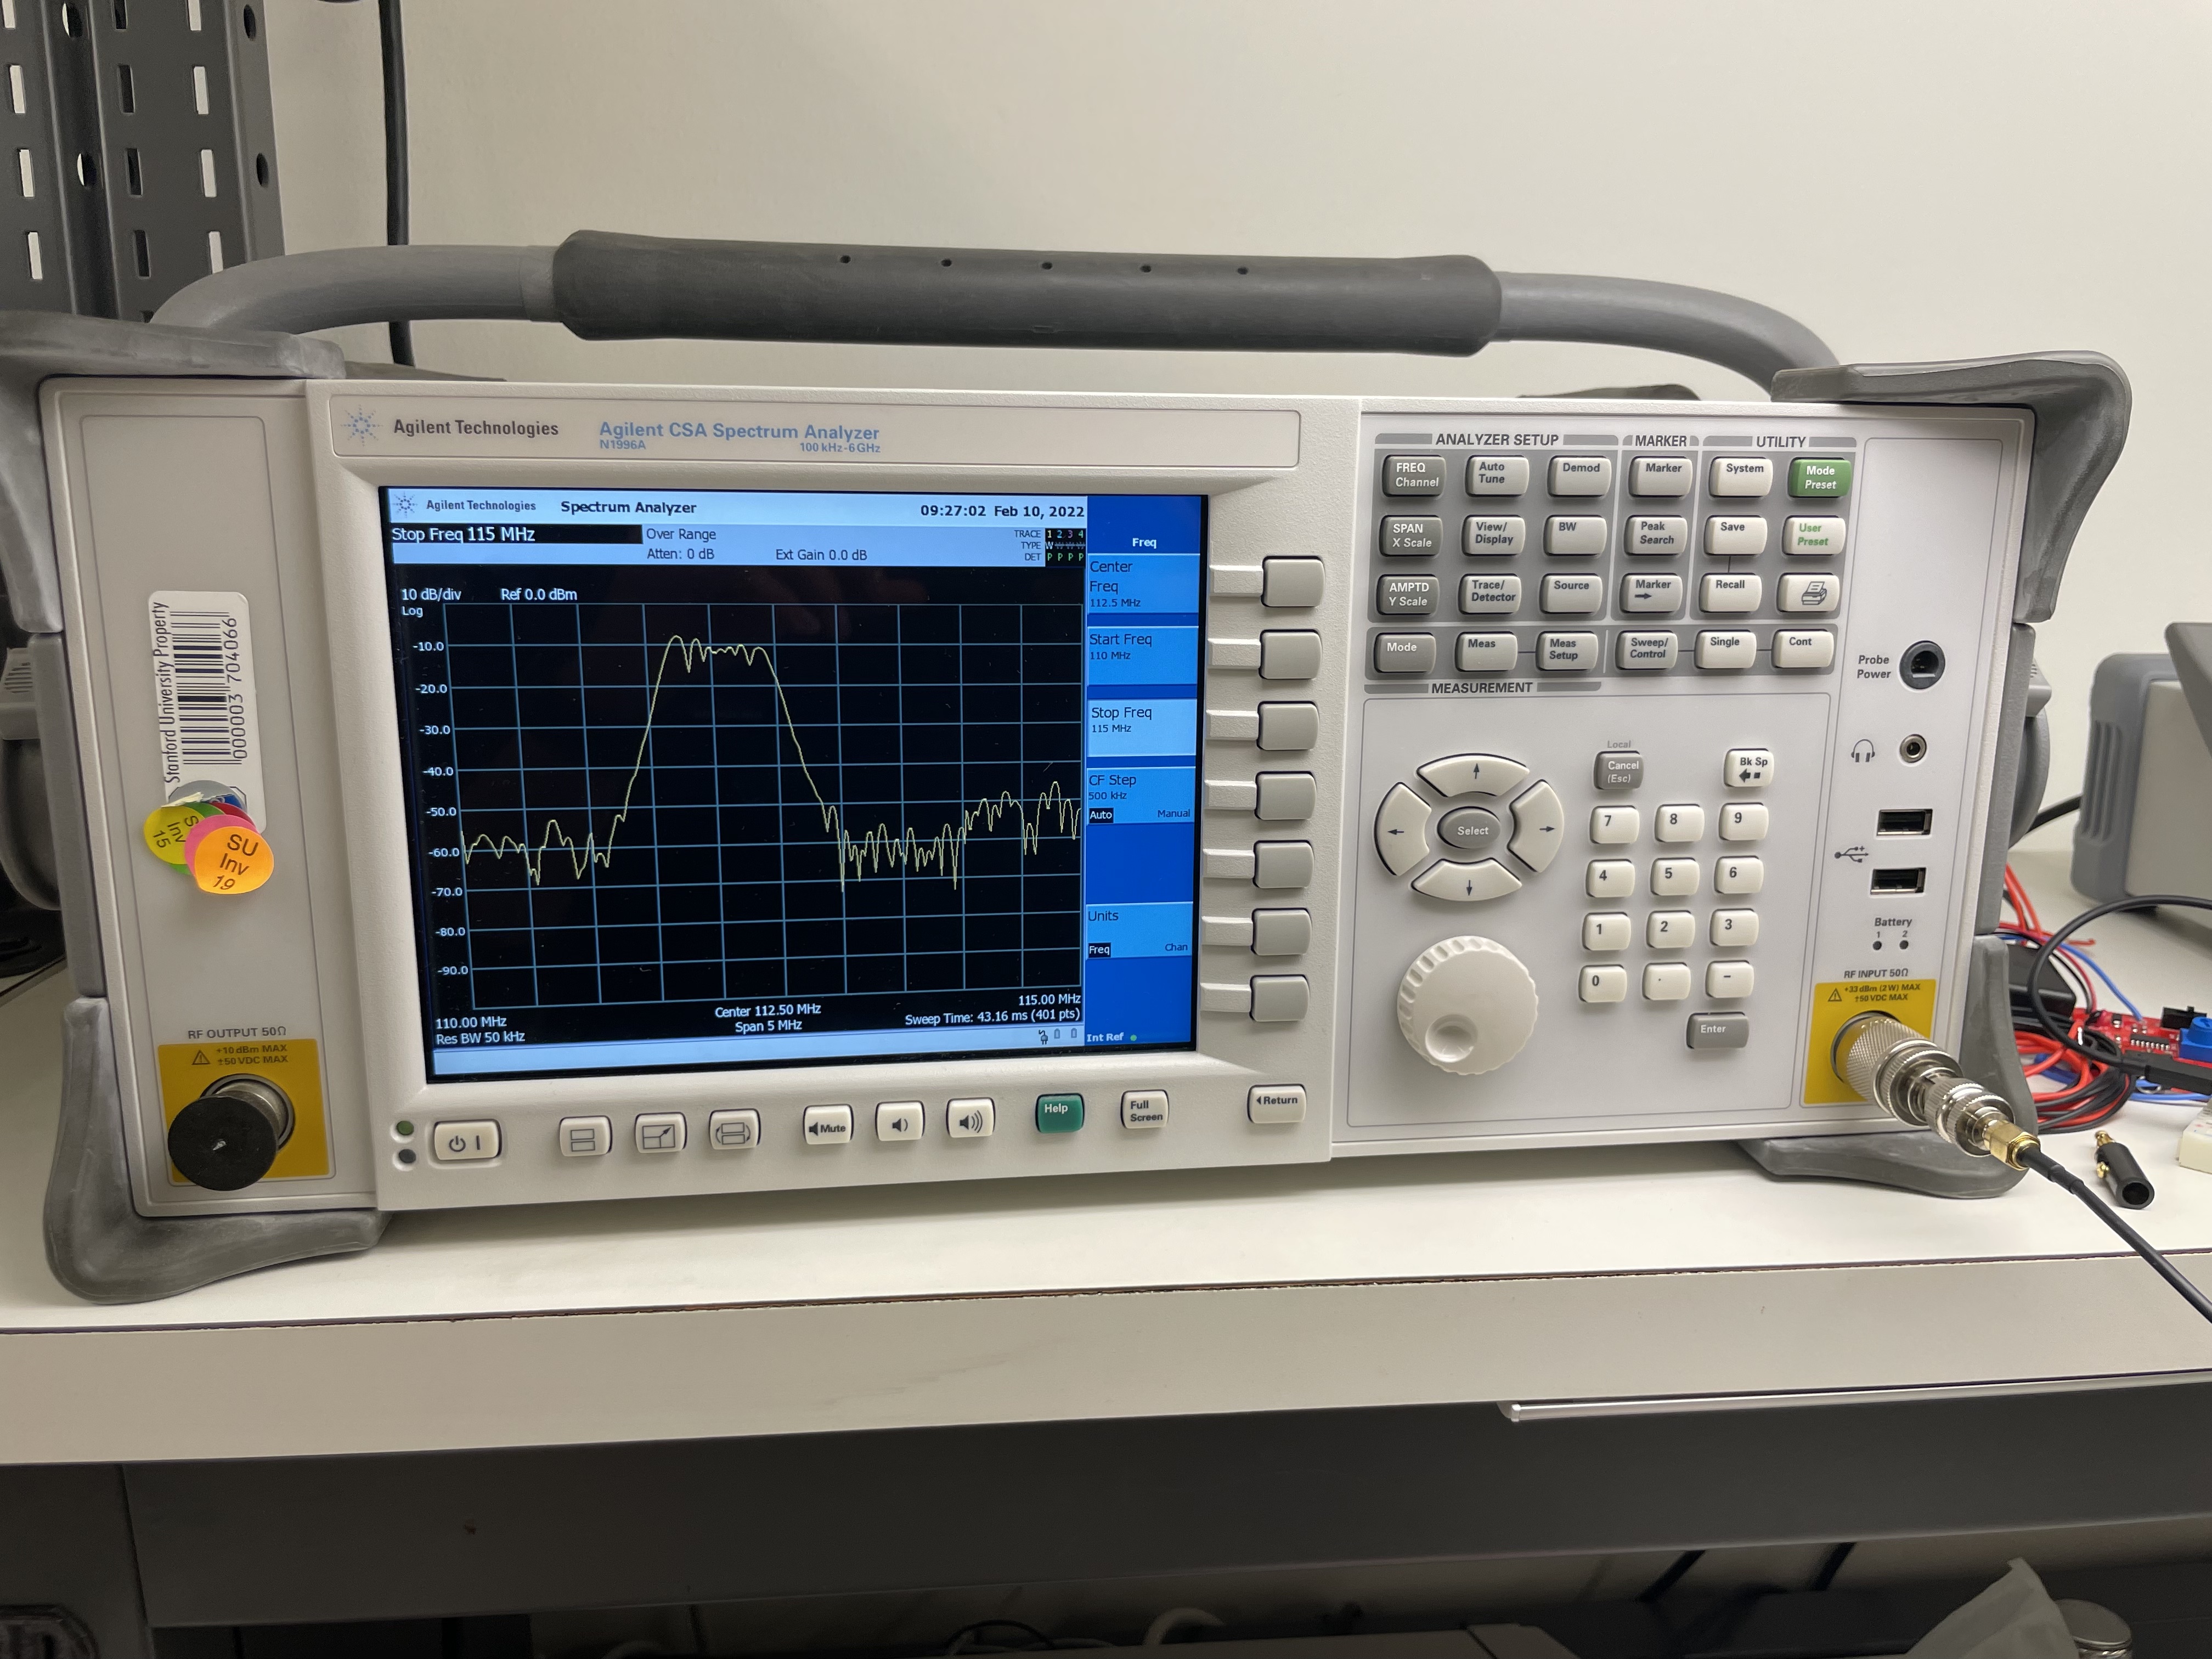 Agilent Technologies
Agilent CSA Spectrum Analyzer
N1996A
100 kHz-6 GHz
Agilent Technologies
Spectrum Analyzer
09:27:02 Feb 10, 2022
Stop Freq 115 MHz
Over Range
Atten: 0 dB
Ext Gain 0.0 dB
TRACE 1 2 3 4
TYPE W W W W
DET P P P P
10 dB/div
Ref 0.0 dBm
Log
-10.0
-20.0
-30.0
-40.0
-50.0
-60.0
-70.0
-80.0
-90.0
110.00 MHz
Res BW 50 kHz
Center 112.50 MHz
Span 5 MHz
115.00 MHz
Sweep Time: 43.16 ms (401 pts)
Freq
Center
Freq
112.5 MHz
Start Freq
110 MHz
Stop Freq
115 MHz
CF Step
500 kHz
Auto
Manual
Units
Freq
Chan
Int Ref
Stanford University Property
000003 704066
S
Inv
15
SU
Inv
19
RF OUTPUT 50Ω
+10 dBm MAX
±50 VDC MAX
Mute
Help
Full
Screen
Return
ANALYZER SETUP
MARKER
UTILITY
FREQ
Channel
Auto
Tune
Demod
Marker
System
Mode
Preset
SPAN
X Scale
View/
Display
BW
Peak
Search
Save
User
Preset
AMPTD
Y Scale
Trace/
Detector
Source
Marker
Recall
Mode
Meas
Meas
Setup
Sweep/
Control
Single
Cont
MEASUREMENT
Select
Local
Cancel
(Esc)
Bk Sp
7
8
9
4
5
6
1
2
3
0
.
-
Enter
Probe
Power
Battery
1 2
RF INPUT 50Ω
+33 dBm (2 W) MAX
±50 VDC MAX